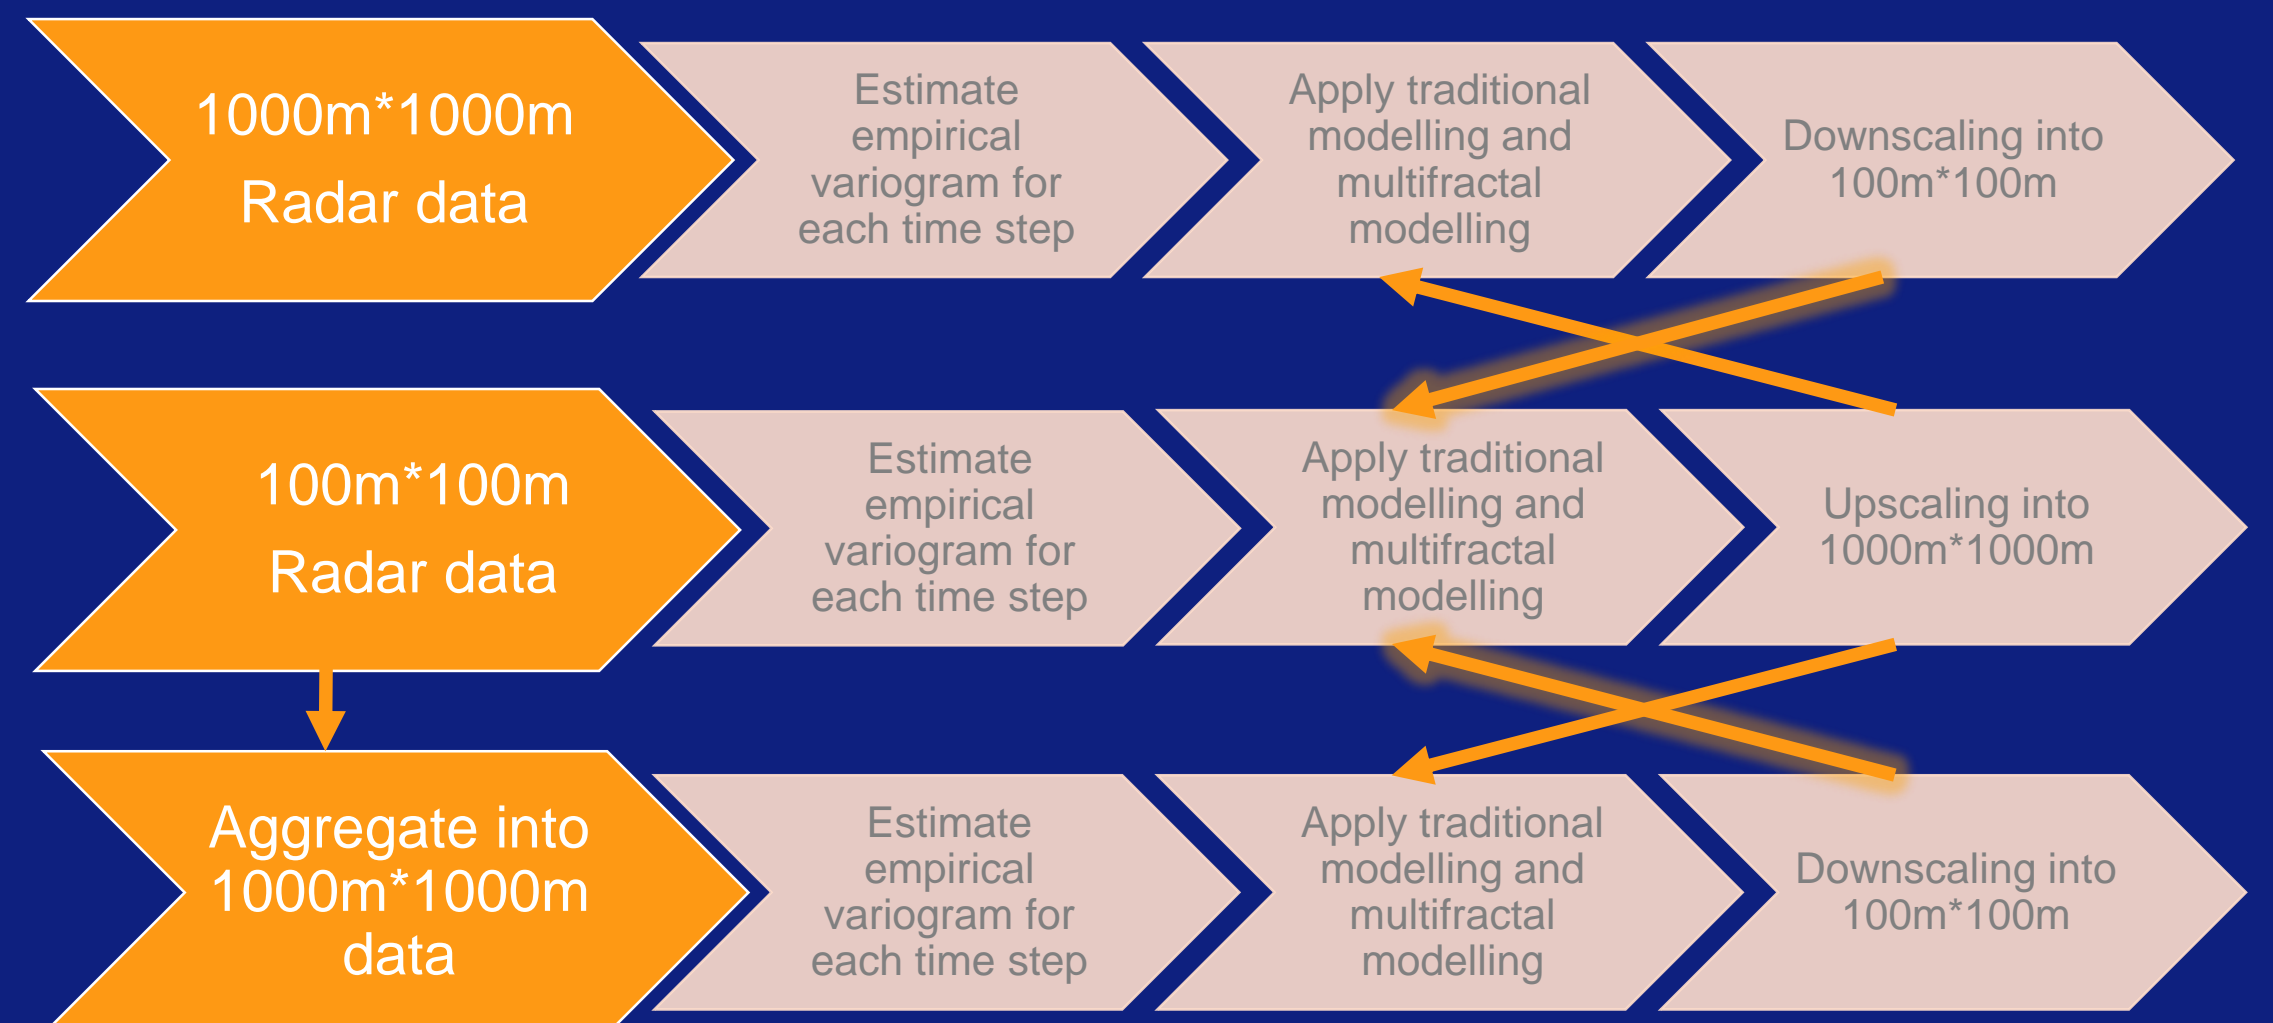 1000m*1000m
Radar data
Estimate
empirical
variogram for
each time step
Apply traditional
modelling and
multifractal
modelling
Downscaling into
100m*100m
100m*100m
Radar data
Estimate
empirical
variogram for
each time step
Apply traditional
modelling and
multifractal
modelling
Upscaling into
1000m*1000m
Aggregate into
1000m*1000m
data
Estimate
empirical
variogram for
each time step
Apply traditional
modelling and
multifractal
modelling
Downscaling into
100m*100m